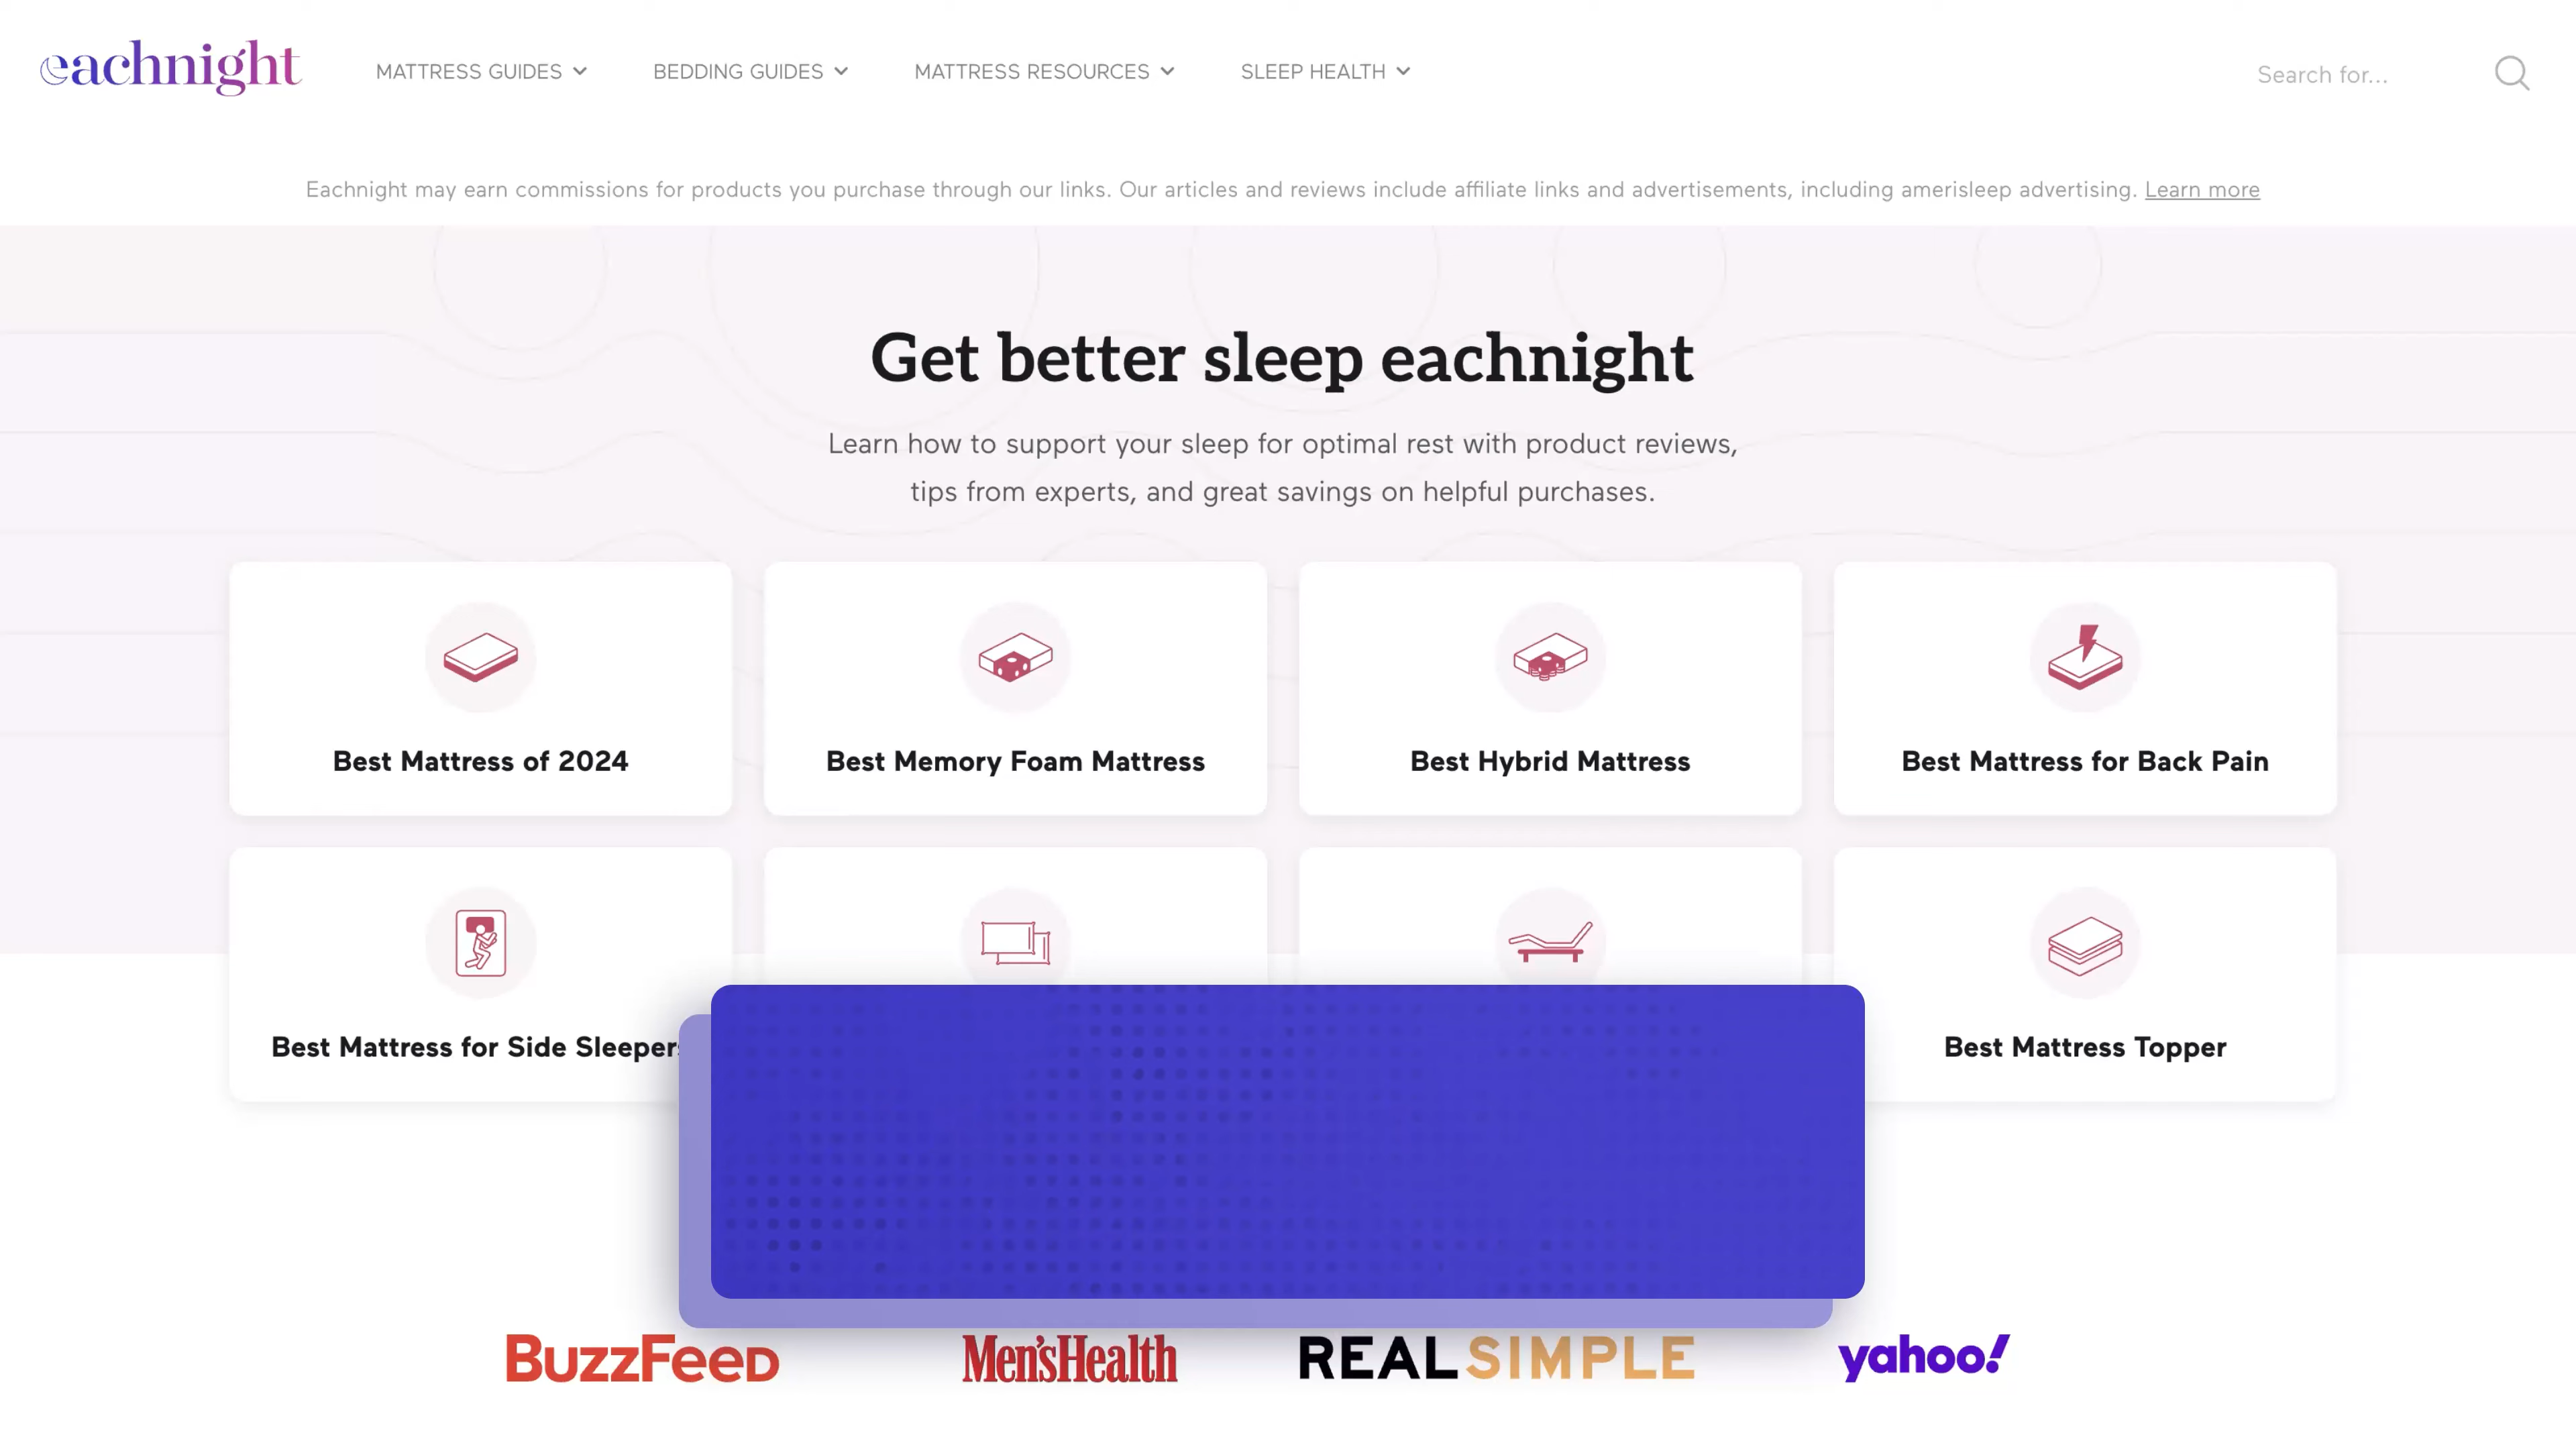 eachnight
MATTRESS GUIDES
BEDDING GUIDES
MATTRESS RESOURCES
SLEEP HEALTH
Search for...
Eachnight may earn commissions for products you purchase through our links. Our articles and reviews include affiliate links and advertisements, including amerisleep advertising. Learn more
Get better sleep eachnight
Learn how to support your sleep for optimal rest with product reviews,
tips from experts, and great savings on helpful purchases.
Best Mattress of 2024
Best Memory Foam Mattress
Best Hybrid Mattress
Best Mattress for Back Pain
Best Mattress for Side Sleepers
Best Mattress Topper
BuzzFeed
Men'sHealth
REAL SIMPLE
yahoo!